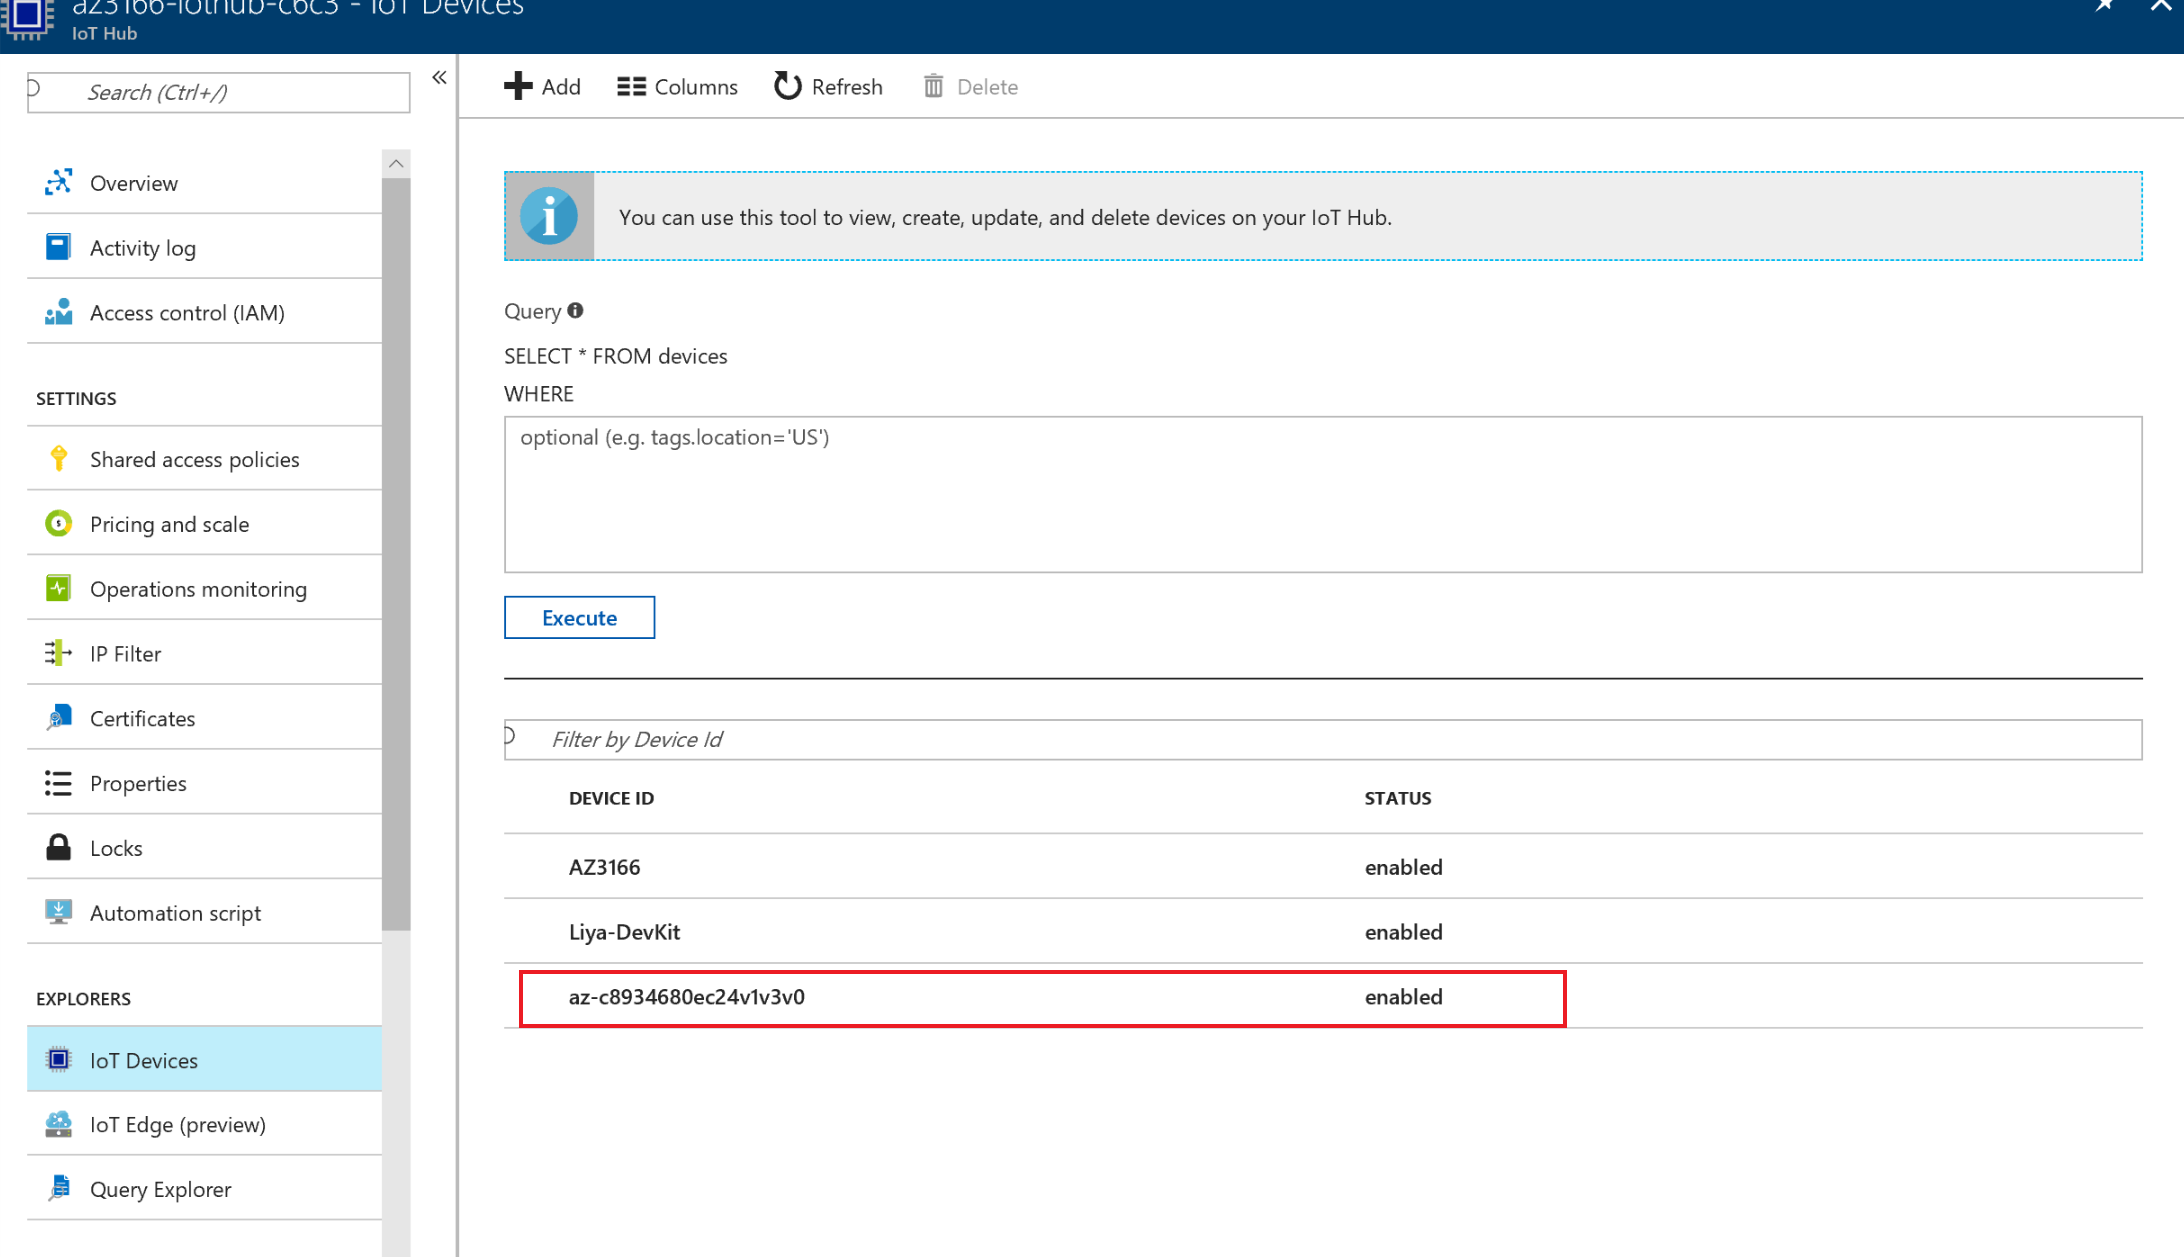 az3166-iothub-c6c3 - IoT Devices
IoT Hub
Search (Ctrl+/)
Overview
Activity log
Access control (IAM)
SETTINGS
Shared access policies
Pricing and scale
Operations monitoring
IP Filter
Certificates
Properties
Locks
Automation script
EXPLORERS
IoT Devices
IoT Edge (preview)
Query Explorer
Add Columns Refresh Delete
You can use this tool to view, create, update, and delete devices on your IoT Hub.
Query
SELECT * FROM devices
WHERE
optional (e.g. tags.location='US')
Execute
Filter by Device Id
DEVICE ID STATUS
AZ3166 enabled
Liya-DevKit enabled
az-c8934680ec24v1v3v0 enabled